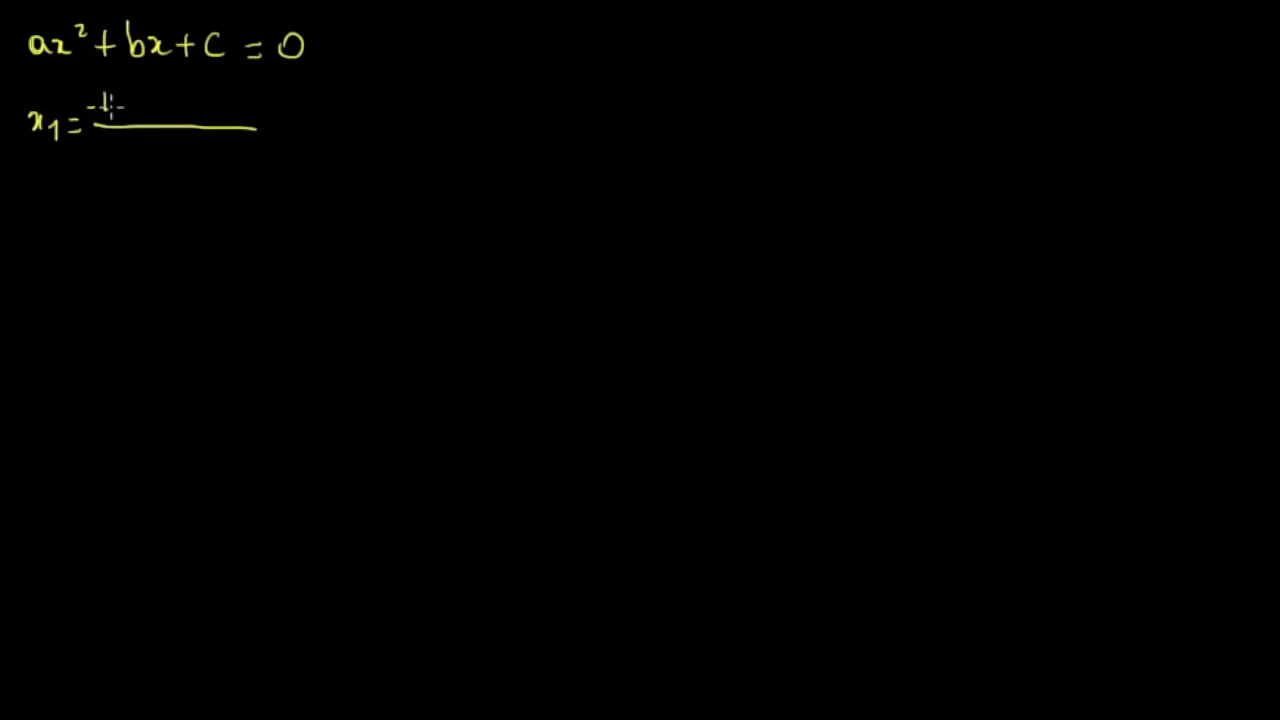 ax² + bx + c = 0
x₁ = -